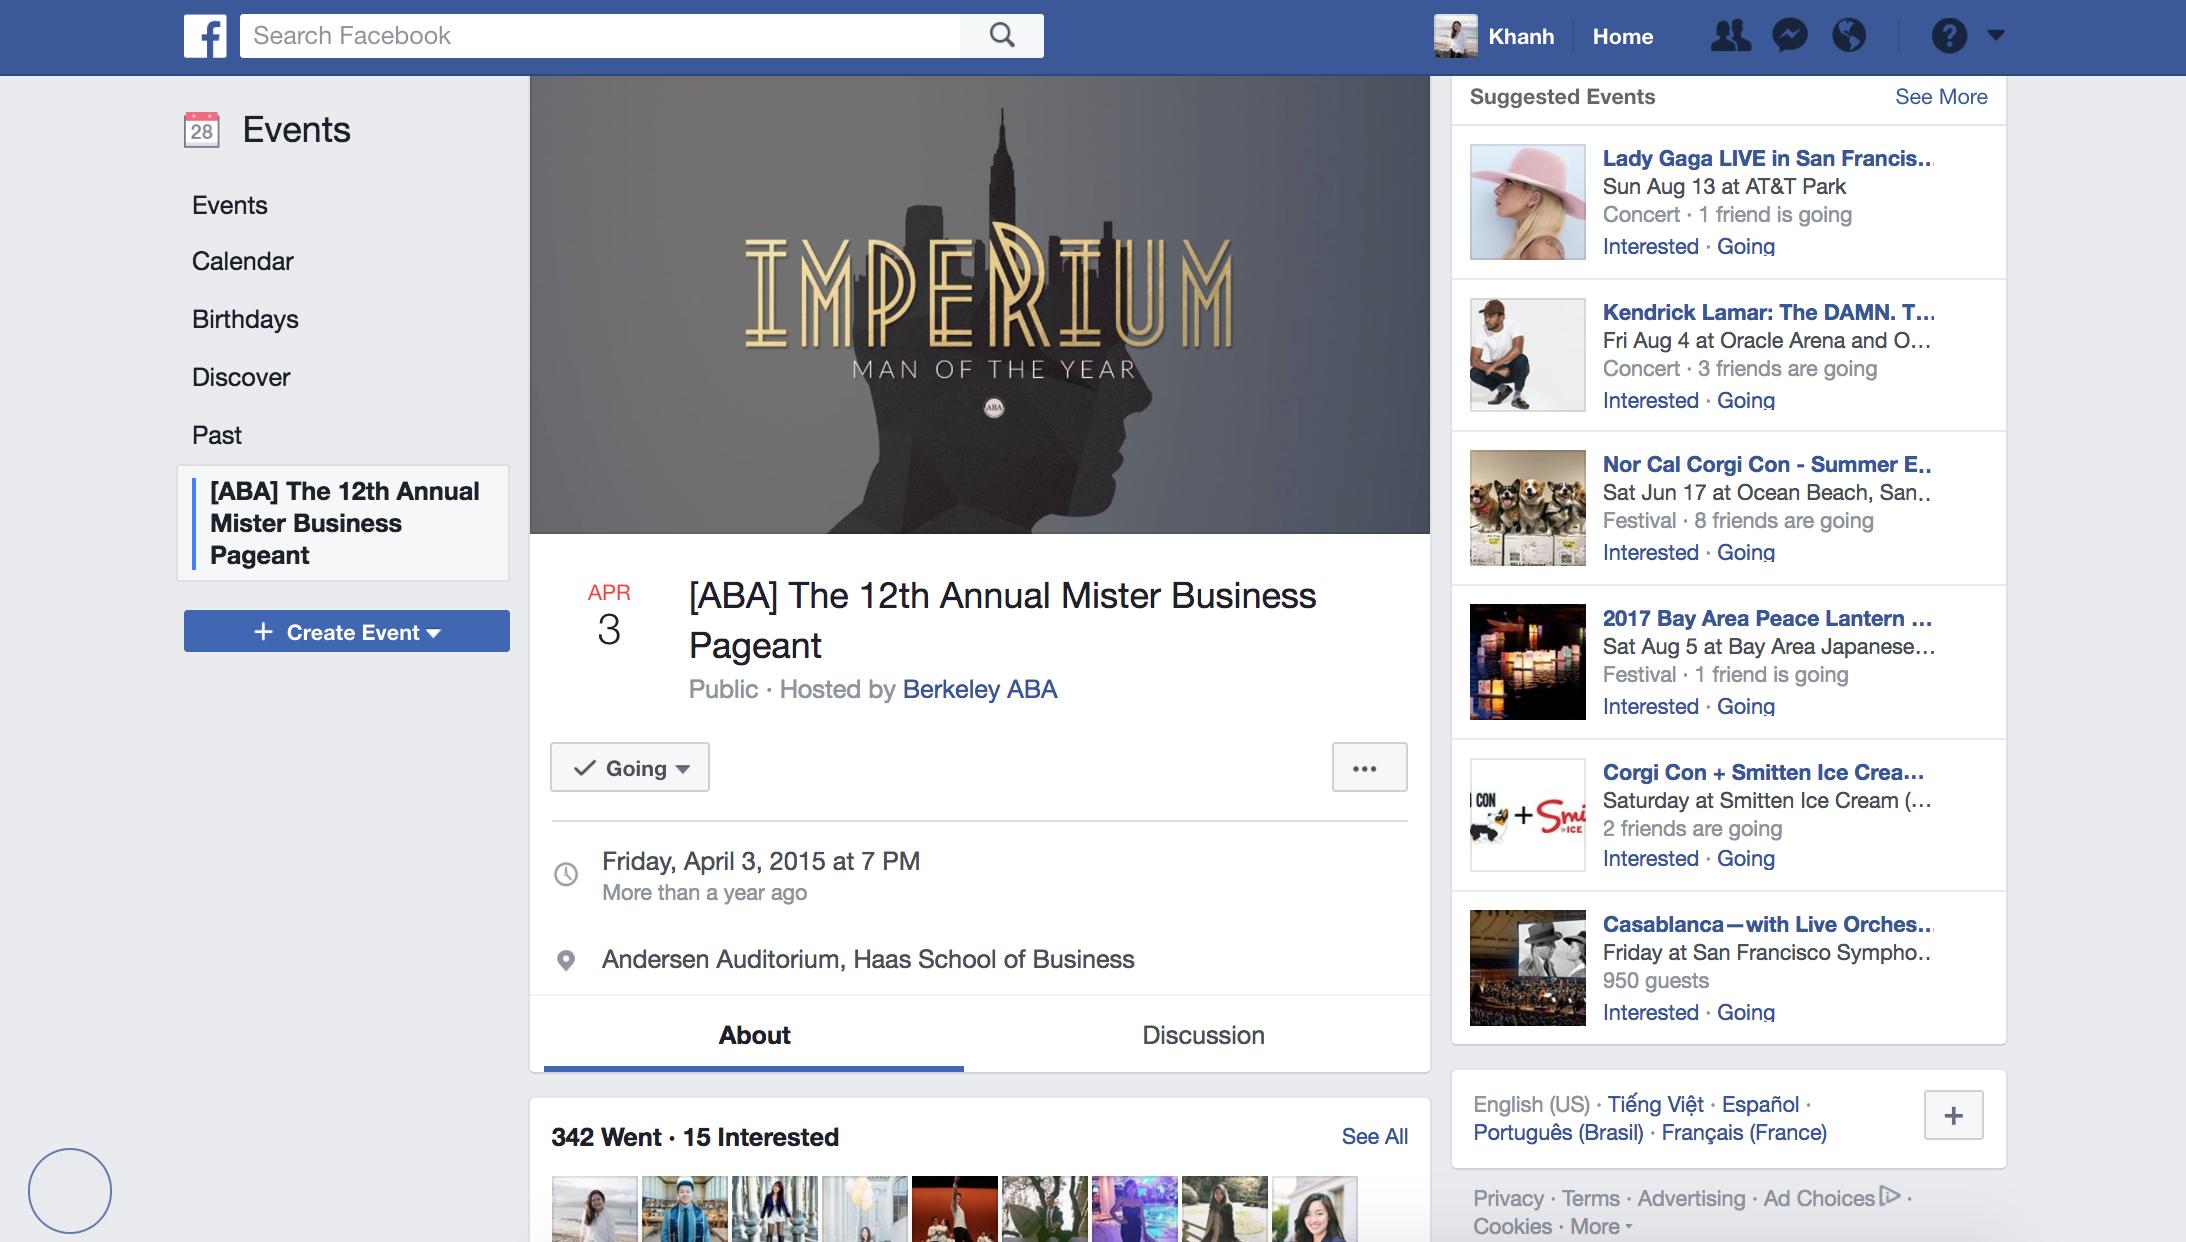 f
Search Facebook
Khanh
Home
?
28
Events
Events
Calendar
Birthdays
Discover
Past
[ABA] The 12th Annual
Mister Business
Pageant
+ Create Event
IMPERIUM
MAN OF THE YEAR
ABA
APR
3
[ABA] The 12th Annual Mister Business
Pageant
Public · Hosted by Berkeley ABA
Going
...
Friday, April 3, 2015 at 7 PM
More than a year ago
Andersen Auditorium, Haas School of Business
About
Discussion
342 Went · 15 Interested
See All
Suggested Events
See More
Lady Gaga LIVE in San Francis...
Sun Aug 13 at AT&T Park
Concert · 1 friend is going
Interested · Going
Kendrick Lamar: The DAMN. T...
Fri Aug 4 at Oracle Arena and O...
Concert · 3 friends are going
Interested · Going
Nor Cal Corgi Con - Summer E...
Sat Jun 17 at Ocean Beach, San...
Festival · 8 friends are going
Interested · Going
2017 Bay Area Peace Lantern ...
Sat Aug 5 at Bay Area Japanese...
Festival · 1 friend is going
Interested · Going
CON
+ Smi
ICE
Corgi Con + Smitten Ice Crea...
Saturday at Smitten Ice Cream (...
2 friends are going
Interested · Going
Casablanca—with Live Orches...
Friday at San Francisco Sympho...
950 guests
Interested · Going
English (US) · Tiếng Việt · Español ·
Português (Brasil) · Français (France)
+
Privacy · Terms · Advertising · Ad Choices ·
Cookies · More